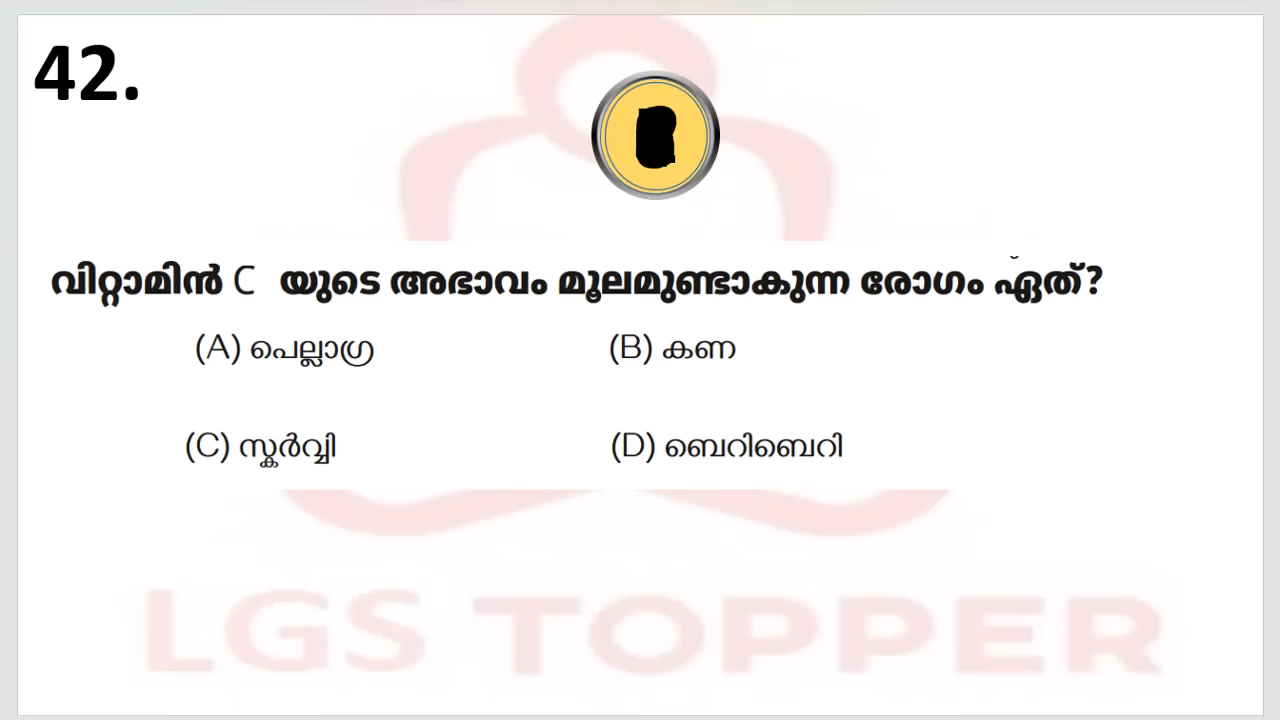 42.
വിറ്റാമിൻ C യുടെ അഭാവം മൂലമുണ്ടാകുന്ന രോഗം ഏത്?
(A) പെല്ലാഗ്ര (B) കണ
(C) സ്കർവ്വി (D) ബെറിബെറി
LGS TOPPER